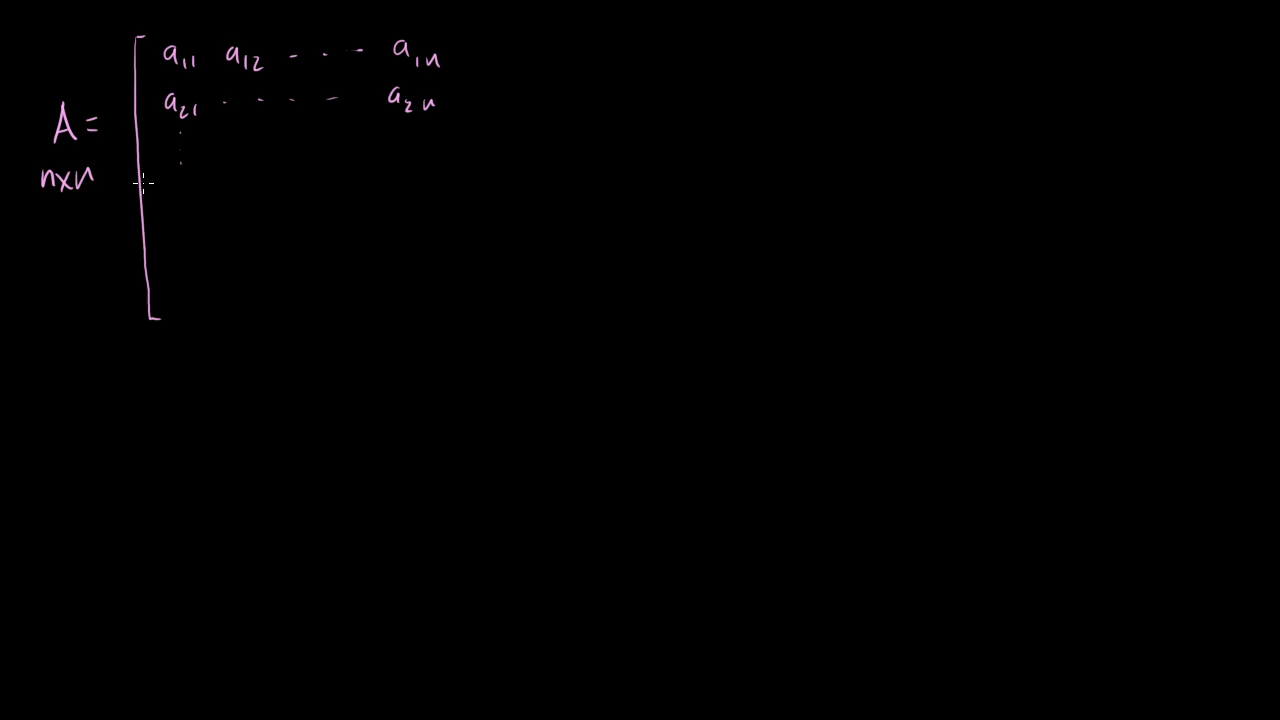 a₁₁ a₁₂ - · · - a₁ₙ
a₂₁ · · · - a₂ₙ
A =
n×n